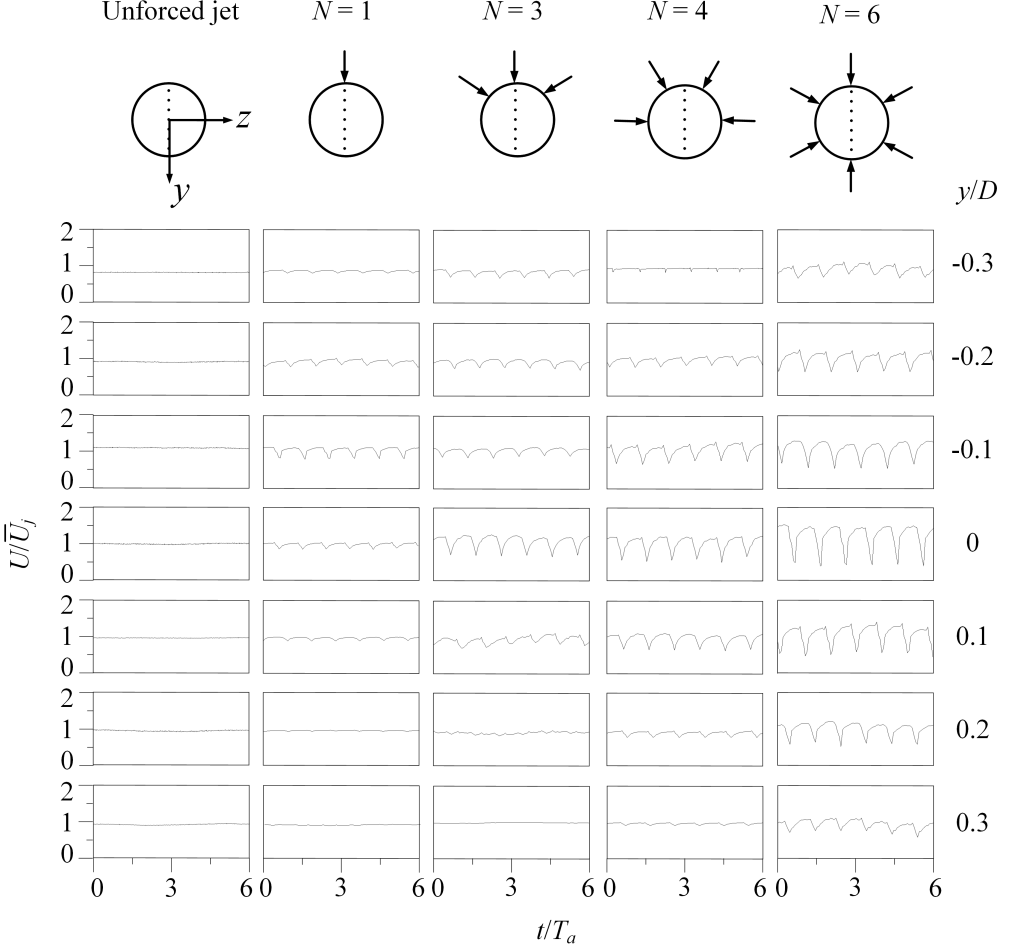 Unforced jet N = 1 N = 3 N = 4 N = 6
z
y
y/D
2 1 0 -0.3
2 1 0 -0.2
2 1 0 -0.1
2 1 0 0
2 1 0 0.1
2 1 0 0.2
2 1 0 0.3
U/U̿j
0 3 6 0 3 6 0 3 6 0 3 6 0 3 6
t/Ta